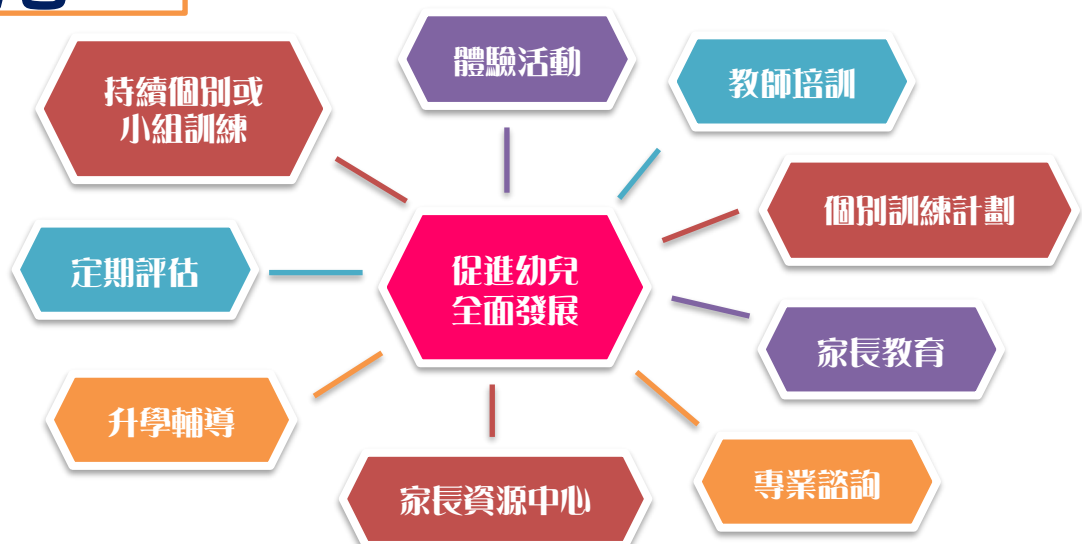 體驗活動
教師培訓
持續個別或
小組訓練
個別訓練計劃
定期評估
促進幼兒
全面發展
家長教育
升學輔導
專業諮詢
家長資源中心